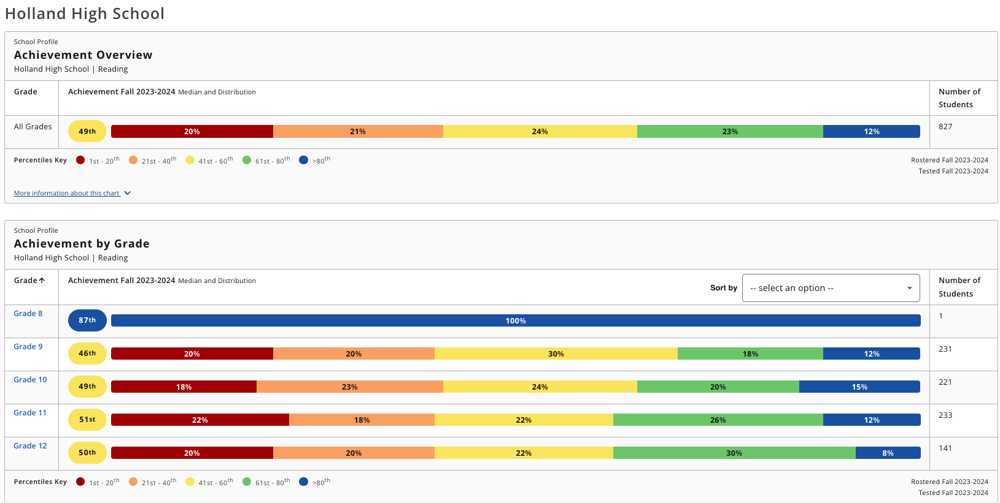 Holland High School
School Profile
Achievement Overview
Holland High School | Reading
Grade
Achievement Fall 2023-2024 Median and Distribution
Number of
Students
All Grades
49th
20%
21%
24%
23%
12%
827
Percentiles Key
1st - 20th
21st - 40th
41st - 60th
61st - 80th
>80th
Rostered Fall 2023-2024
Tested Fall 2023-2024
More information about this chart
School Profile
Achievement by Grade
Holland High School | Reading
Grade
Achievement Fall 2023-2024 Median and Distribution
Sort by
-- select an option --
Number of
Students
Grade 8
87th
100%
1
Grade 9
46th
20%
20%
30%
18%
12%
231
Grade 10
49th
18%
23%
24%
20%
15%
221
Grade 11
51st
22%
18%
22%
26%
12%
233
Grade 12
50th
20%
20%
22%
30%
8%
141
Percentiles Key
1st - 20th
21st - 40th
41st - 60th
61st - 80th
>80th
Rostered Fall 2023-2024
Tested Fall 2023-2024